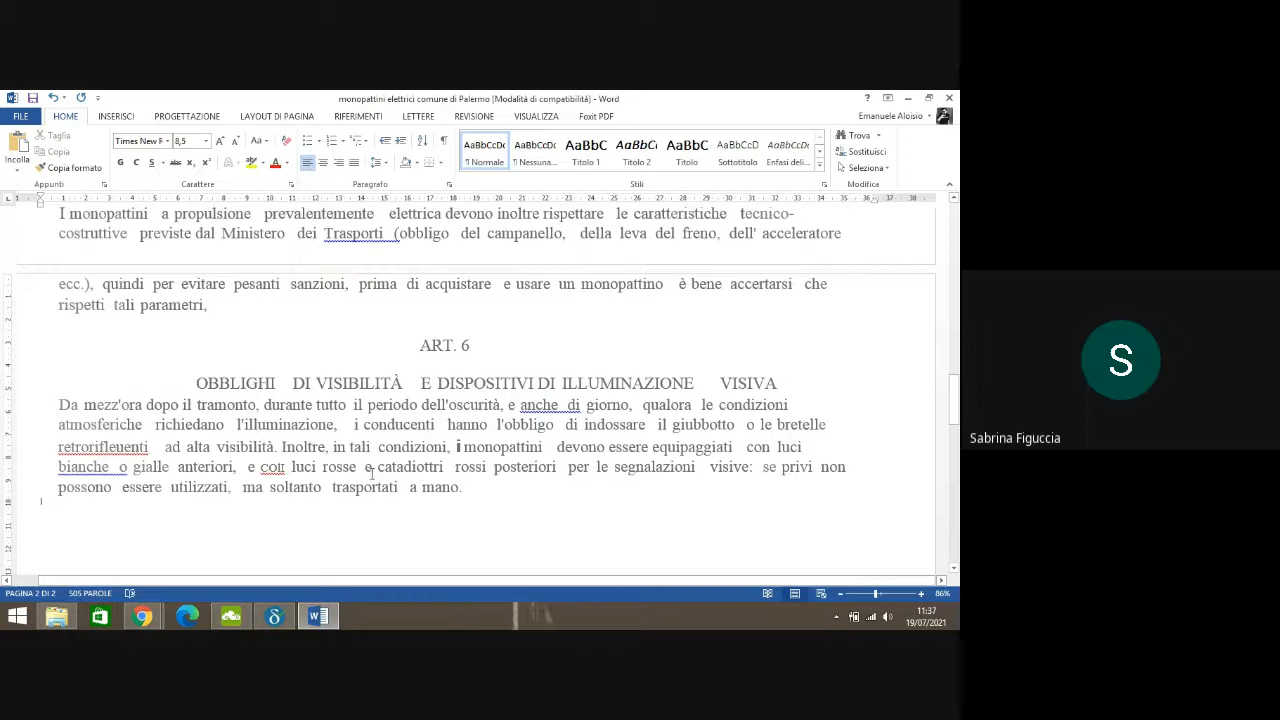 monopattini elettrici comune di Palermo [Modalità di compatibilità] - Word
FILE HOME INSERISCI PROGETTAZIONE LAYOUT DI PAGINA RIFERIMENTI LETTERE REVISIONE VISUALIZZA Foxit PDF Emanuele Aloisio
Incolla Taglia Copia Copia formato
Times New F 8,5
AaBbCcDc AaBbCcDc AaBbC AaBbCc AaBbC AaBbCcD AaBbCcDc
¶ Normale ¶ Nessuna... Titolo 1 Titolo 2 Titolo Sottotitolo Enfasi deli...
Trova Sostituisci Seleziona
Appunti Carattere Paragrafo Stili Modifica
I monopattini a propulsione prevalentemente elettrica devono inoltre rispettare le caratteristiche tecnico-
costruttive previste dal Ministero dei Trasporti (obbligo del campanello, della leva del freno, dell' acceleratore
ecc.), quindi per evitare pesanti sanzioni, prima di acquistare e usare un monopattino è bene accertarsi che
rispetti tali parametri,
ART. 6
OBBLIGHI DI VISIBILITÀ E DISPOSITIVI DI ILLUMINAZIONE VISIVA
Da mezz'ora dopo il tramonto, durante tutto il periodo dell'oscurità, e anche di giorno, qualora le condizioni
atmosferiche richiedano l'illuminazione, i conducenti hanno l'obbligo di indossare il giubbotto o le bretelle
retrorifleuenti ad alta visibilità. Inoltre, in tali condizioni, i monopattini devono essere equipaggiati con luci
bianche o gialle anteriori, e luci rosse e catadiottri rossi posteriori per le segnalazioni visive: se privi non
possono essere utilizzati, ma soltanto trasportati a mano.
PAGINA 2 DI 2 505 PAROLE 86%
11:37
19/07/2021
S
Sabrina Figuccia